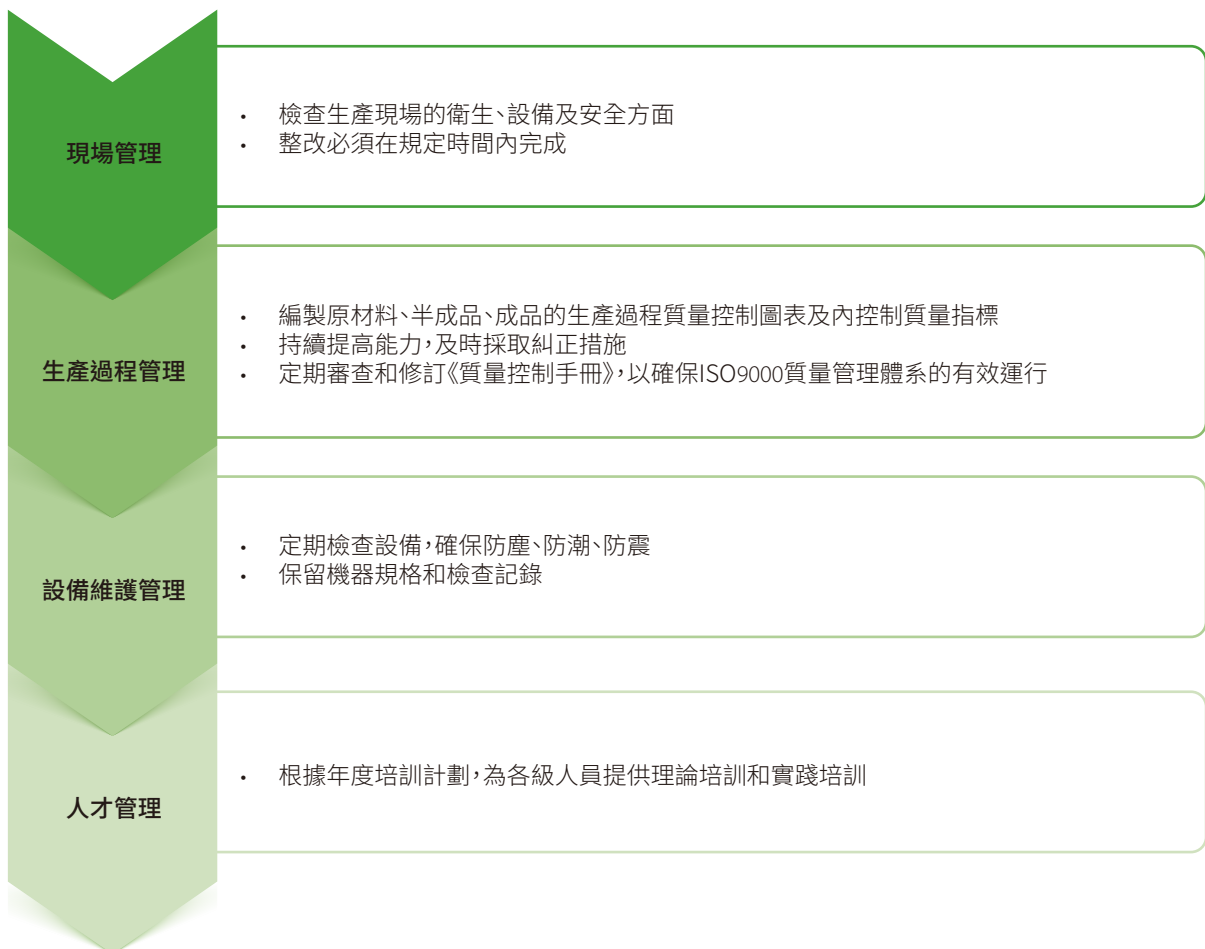 現場管理
• 檢查生產現場的衛生、設備及安全方面
• 整改必須在規定時間內完成
生產過程管理
• 編製原材料、半成品、成品的生產過程質量控制圖表及內控制質量指標
• 持續提高能力,及時採取糾正措施
• 定期審查和修訂《質量控制手冊》,以確保ISO9000質量管理體系的有效運行
設備維護管理
• 定期檢查設備,確保防塵、防潮、防震
• 保留機器規格和檢查記錄
人才管理
• 根據年度培訓計劃,為各級人員提供理論培訓和實踐培訓